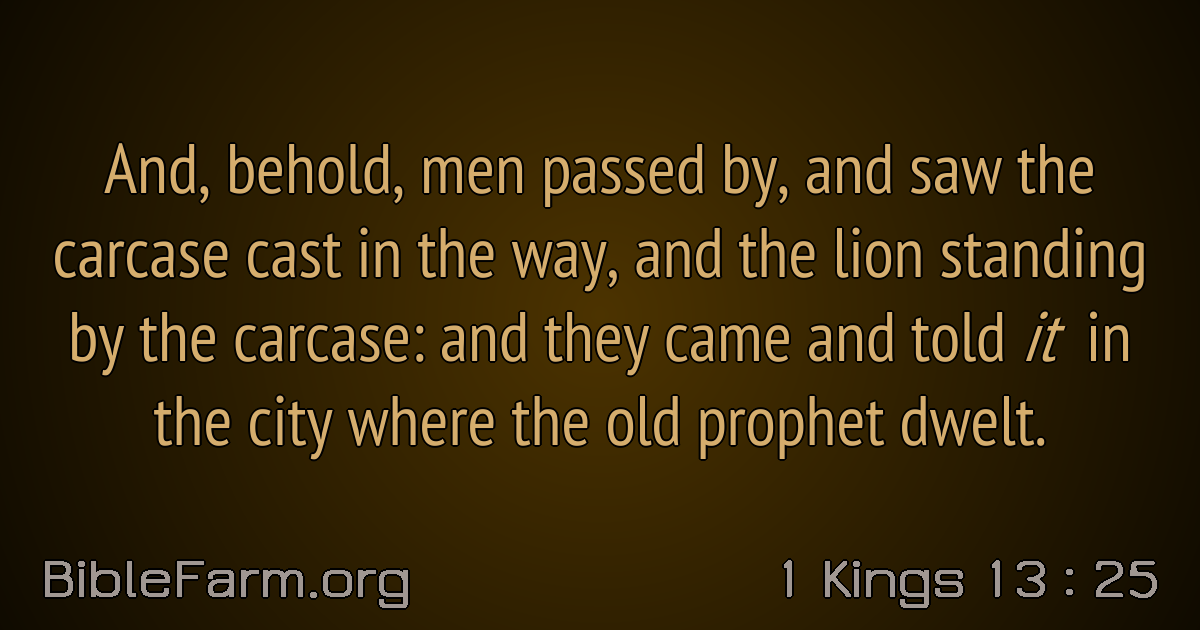 And, behold, men passed by, and saw the
carcase cast in the way, and the lion standing
by the carcase: and they came and told it in
the city where the old prophet dwelt.
BibleFarm.org
1 Kings 13 : 25